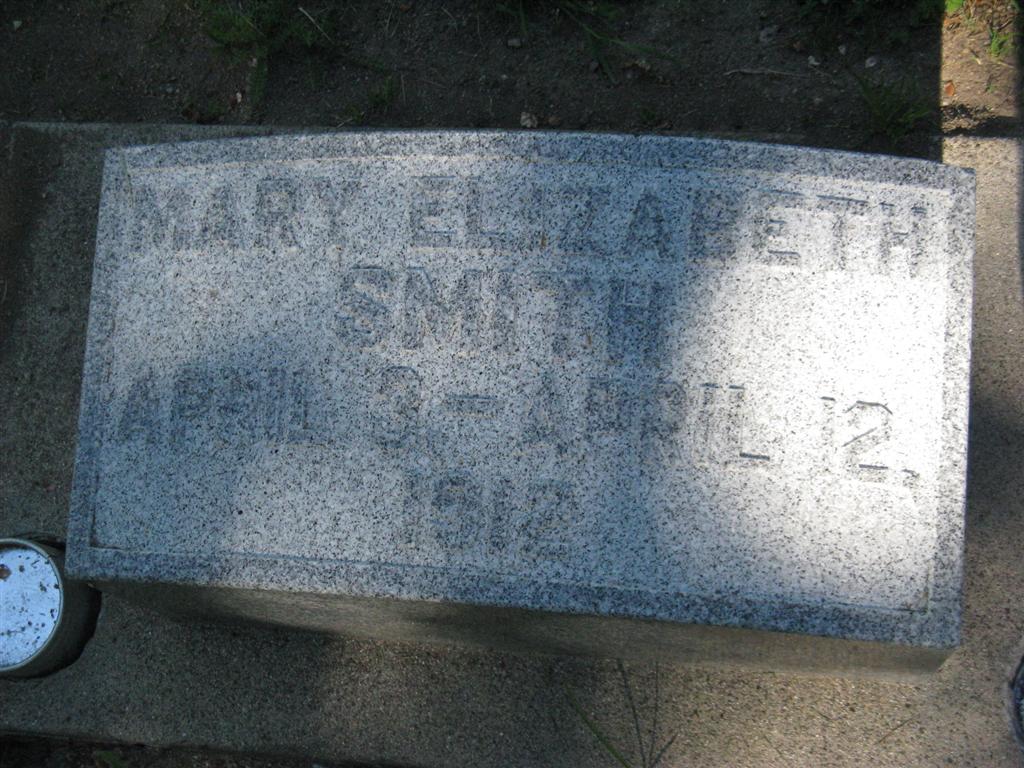 MARY ELIZABETH
SMITH
APRIL 3.–APRIL 12.
1912